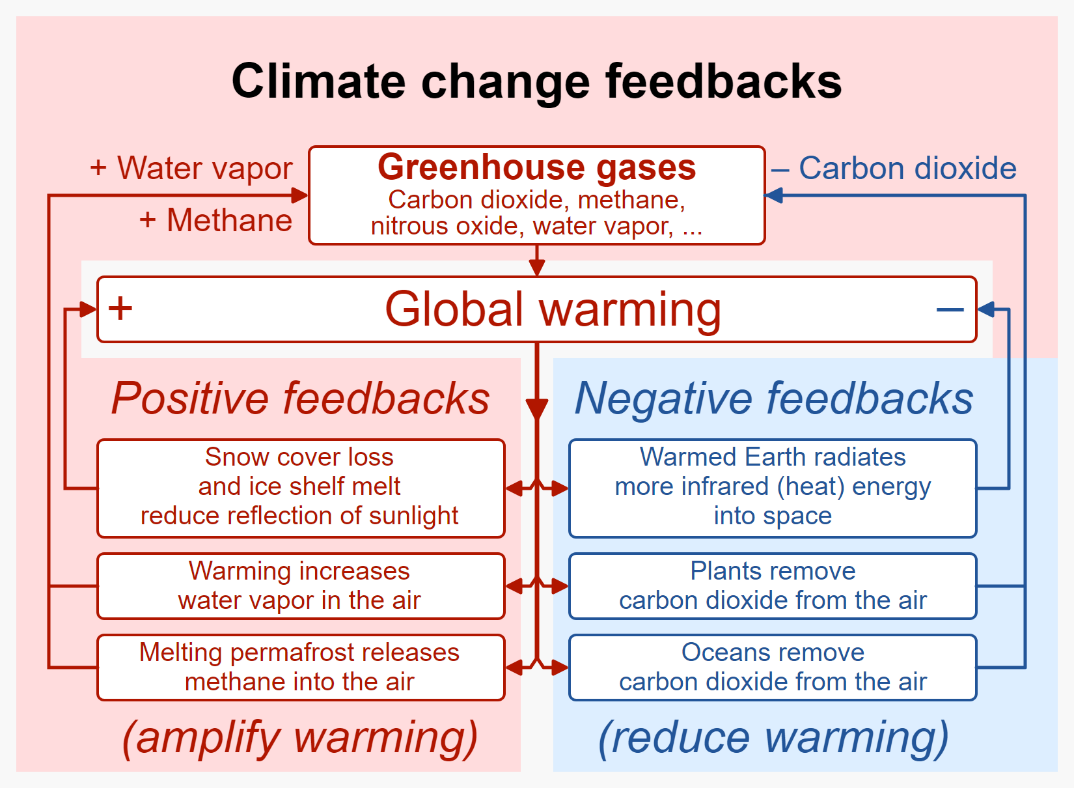 Climate change feedbacks
+ Water vapor
+ Methane
Greenhouse gases
Carbon dioxide, methane,
nitrous oxide, water vapor, ...
– Carbon dioxide
+
Global warming
–
Positive feedbacks
Snow cover loss
and ice shelf melt
reduce reflection of sunlight
Warming increases
water vapor in the air
Melting permafrost releases
methane into the air
(amplify warming)
Negative feedbacks
Warmed Earth radiates
more infrared (heat) energy
into space
Plants remove
carbon dioxide from the air
Oceans remove
carbon dioxide from the air
(reduce warming)